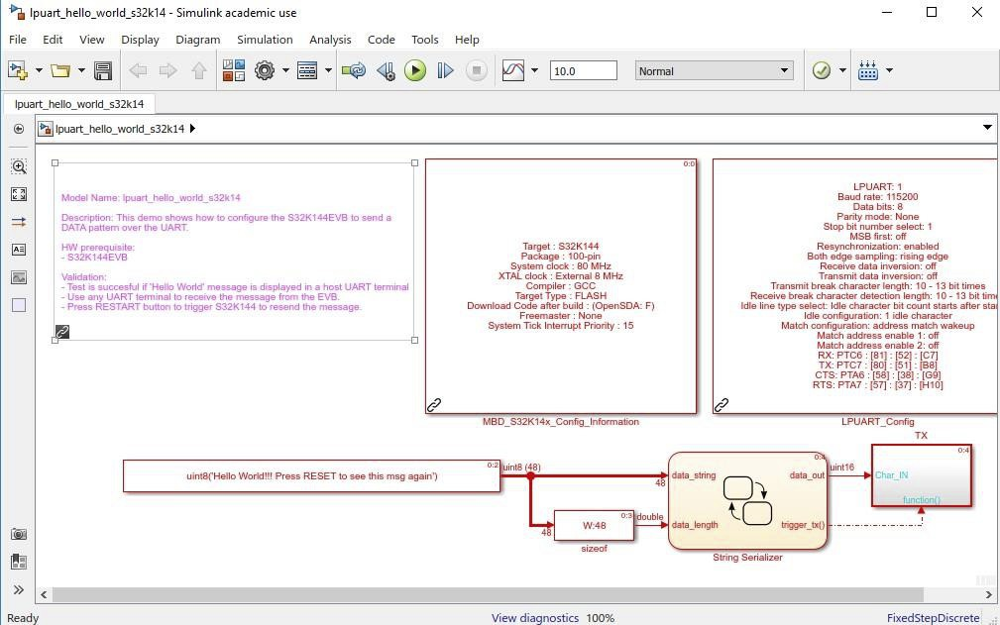 lpuart_hello_world_s32k14 - Simulink academic use
File Edit View Display Diagram Simulation Analysis Code Tools Help
10.0
Normal
lpuart_hello_world_s32k14
lpuart_hello_world_s32k14
Model Name: lpuart_hello_world_s32k14
Description: This demo shows how to configure the S32K144EVB to send a
DATA pattern over the UART.
HW prerequisite:
- S32K144EVB
Validation:
- Test is succesful if 'Hello World' message is displayed in a host UART terminal
- Use any UART terminal to receive the message from the EVB.
- Press RESTART button to trigger S32K144 to resend the message.
0:0
Target : S32K144
Package : 100-pin
System clock : 80 MHz
XTAL clock : External 8 MHz
Compiler : GCC
Target Type : FLASH
Download Code after build : (OpenSDA: F)
Freemaster : None
System Tick Interrupt Priority : 15
MBD_S32K14x_Config_Information
LPUART: 1
Baud rate: 115200
Data bits: 8
Parity mode: None
Stop bit number select: 1
MSB first: off
Resynchronization: enabled
Both edge sampling: rising edge
Receive data inversion: off
Transmit data inversion: off
Transmit break character length: 10 - 13 bit times
Receive break character detection length: 10 - 13 bit time
Idle line type select: Idle character bit count starts after star
Idle configuration: 1 idle character
Match configuration: address match wakeup
Match address enable 1: off
Match address enable 2: off
RX: PTC6 : [81] : [52] : [C7]
TX: PTC7 : [80] : [51] : [B8]
CTS: PTA6 : [58] : [38] : [G9]
RTS: PTA7 : [57] : [37] : [H10]
LPUART_Config
uint8('Hello World!!! Press RESET to see this msg again')
0:2
uint8 (48)
48
48
0:3
W:48
sizeof
double
0:4
data_string
data_out
data_length
trigger_tx()
String Serializer
uint16
TX
0:4
Char_IN
function()
Ready
View diagnostics
100%
FixedStepDiscrete